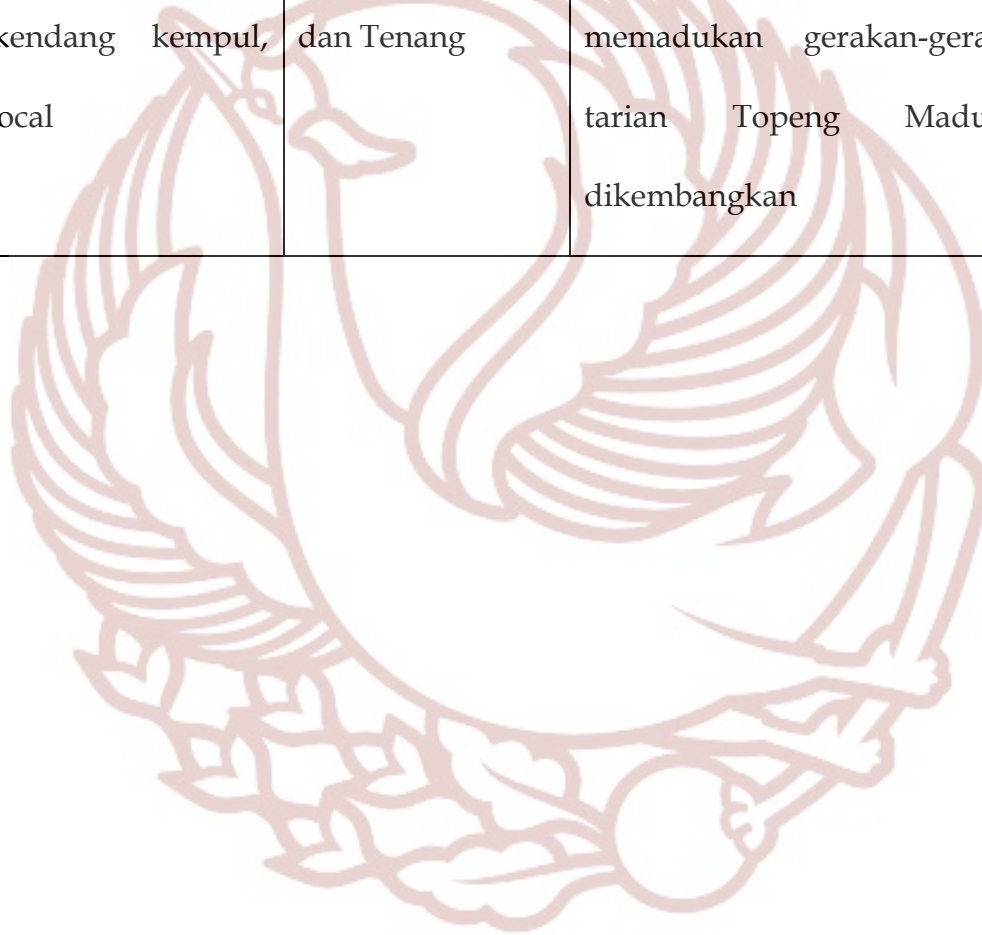 kendang kempul,
ocal
dan Tenang
memadukan gerakan-gera
tarian Topeng Madu
dikembangkan